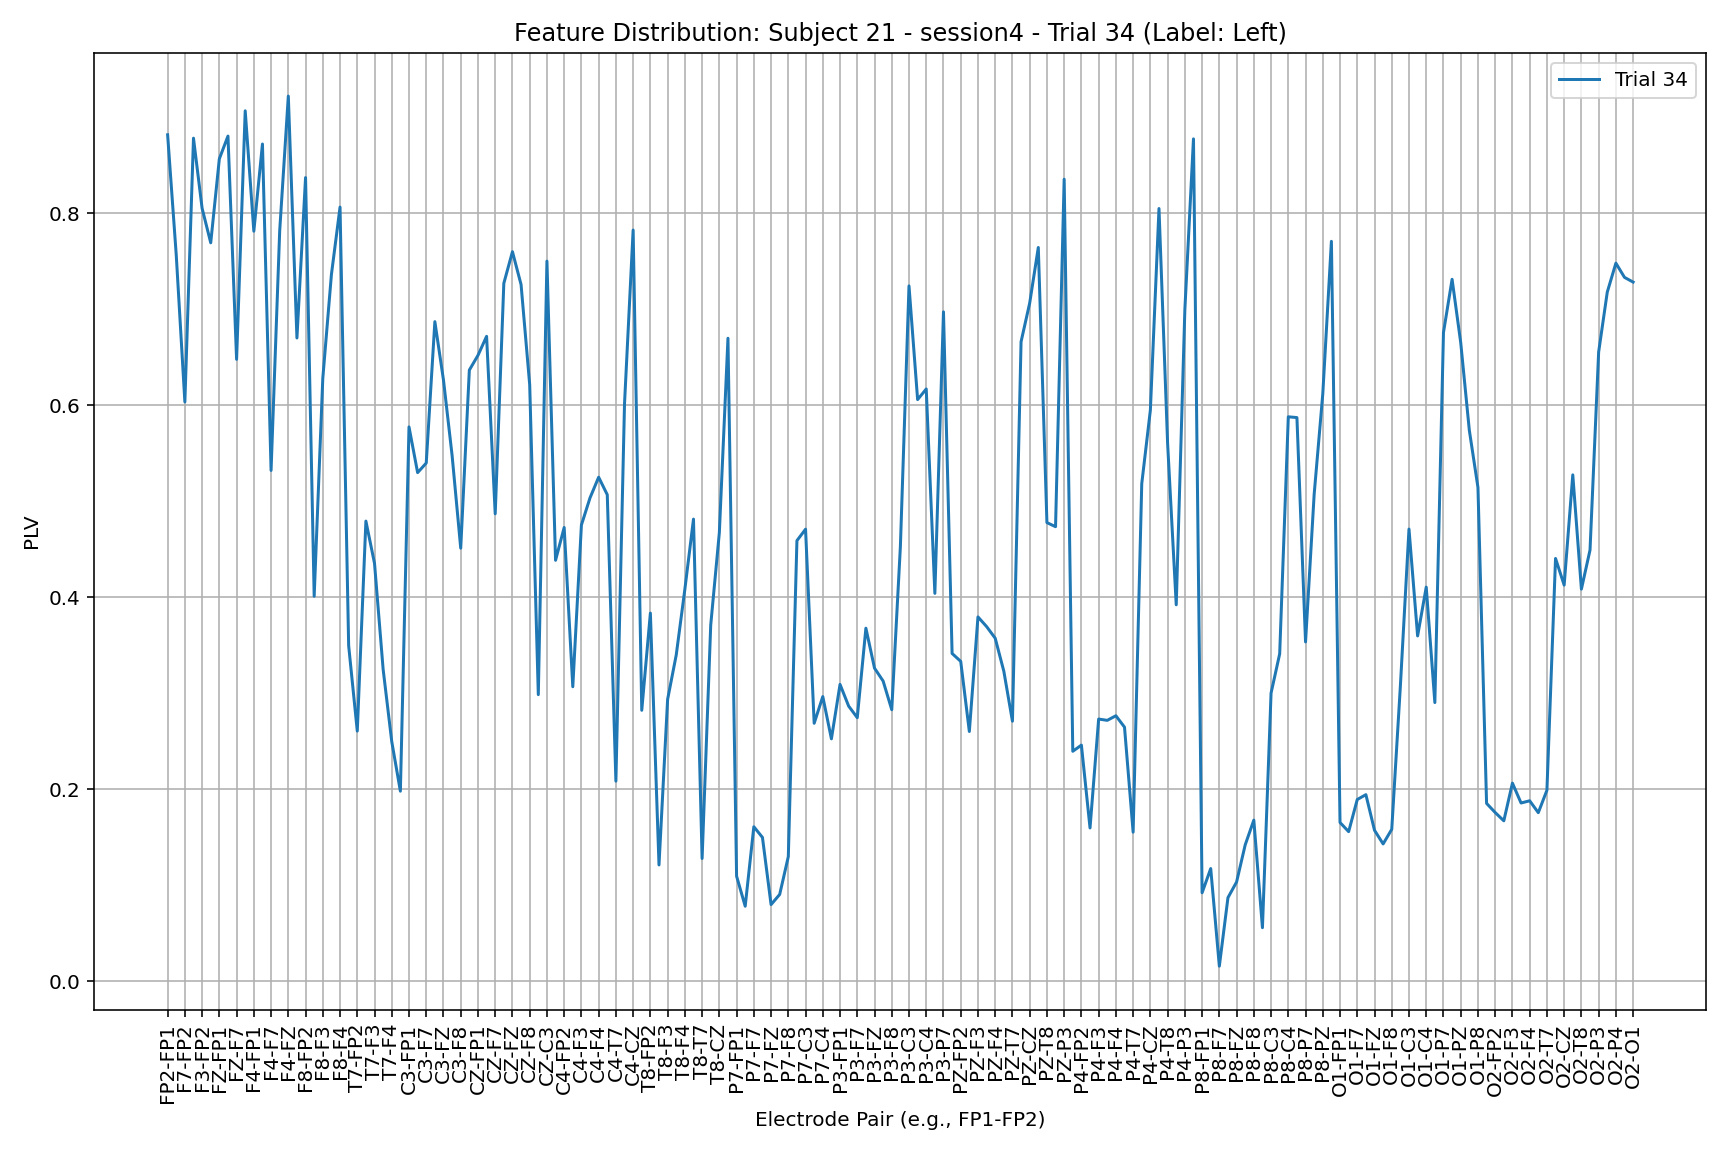 Feature Distribution: Subject 21 - session4 - Trial 34 (Label: Left)
Trial 34
PLV
0.8
0.6
0.4
0.2
0.0
FP2-FP1
F7-FP2
F3-FP2
FZ-FP1
FZ-F7
F4-FP1
F4-F7
F4-FZ
F8-FP2
F8-F3
F8-F4
T7-FP2
T7-F3
T7-F4
C3-FP1
C3-F7
C3-FZ
C3-F8
CZ-FP1
CZ-F3
CZ-FZ
CZ-F8
CZ-C3
C4-FP2
C4-F3
C4-F4
C4-T7
C4-CZ
T8-FP2
T8-F3
T8-F4
T8-T7
T8-CZ
P7-FP1
P7-F7
P7-FZ
P7-F8
P7-C3
P7-C4
P3-FP1
P3-F7
P3-FZ
P3-F8
P3-C3
P3-C4
P3-P7
PZ-FP2
PZ-F3
PZ-F4
PZ-T7
PZ-CZ
PZ-T8
PZ-P3
P4-FP2
P4-F3
P4-F4
P4-T7
P4-CZ
P4-T8
P4-P3
P8-FP1
P8-F7
P8-FZ
P8-F8
P8-C3
P8-C4
P8-P7
P8-PZ
O1-FP1
O1-F7
O1-FZ
O1-F8
O1-C3
O1-C4
O1-P7
O1-PZ
O1-P8
O2-FP2
O2-F3
O2-F4
O2-T7
O2-CZ
O2-T8
O2-P3
O2-P4
O2-O1
Electrode Pair (e.g., FP1-FP2)